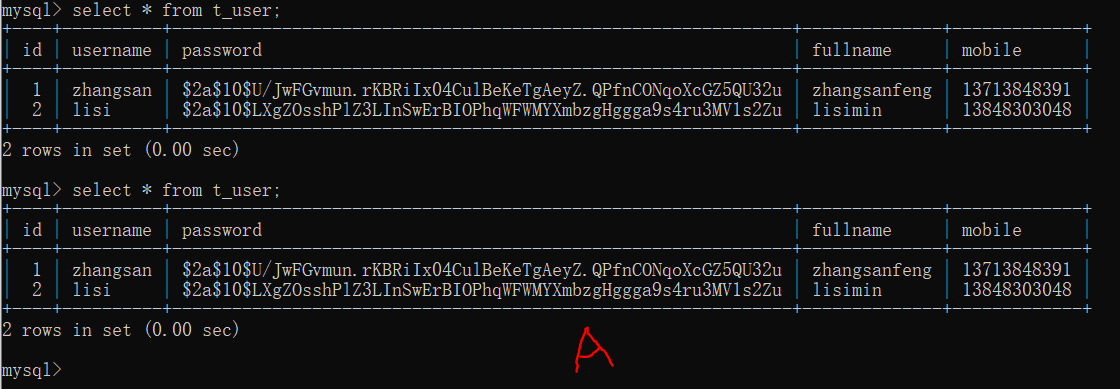 mysql> select * from t_user;
+----+----------+--------------------------------------------------------------+-------------+-------------+
| id | username | password                                                     | fullname    | mobile      |
+----+----------+--------------------------------------------------------------+-------------+-------------+
|  1 | zhangsan | $2a$10$U/JwFGvmun.rKBRiIx04CulBeKeTgAeyZ.QPfnCONqoXcGZ5QU32u | zhangsanfeng | 13713848391 |
|  2 | lisi     | $2a$10$LXgZOsshPlZ3LInSwErBIOPhqWFWMYXmbzgHggga9s4ru3MV1s2Zu | lisimin     | 13848303048 |
+----+----------+--------------------------------------------------------------+-------------+-------------+
2 rows in set (0.00 sec)
mysql> select * from t_user;
+----+----------+--------------------------------------------------------------+-------------+-------------+
| id | username | password                                                     | fullname    | mobile      |
+----+----------+--------------------------------------------------------------+-------------+-------------+
|  1 | zhangsan | $2a$10$U/JwFGvmun.rKBRiIx04CulBeKeTgAeyZ.QPfnCONqoXcGZ5QU32u | zhangsanfeng | 13713848391 |
|  2 | lisi     | $2a$10$LXgZOsshPlZ3LInSwErBIOPhqWFWMYXmbzgHggga9s4ru3MV1s2Zu | lisimin     | 13848303048 |
+----+----------+--------------------------------------------------------------+-------------+-------------+
2 rows in set (0.00 sec)
A
mysql>